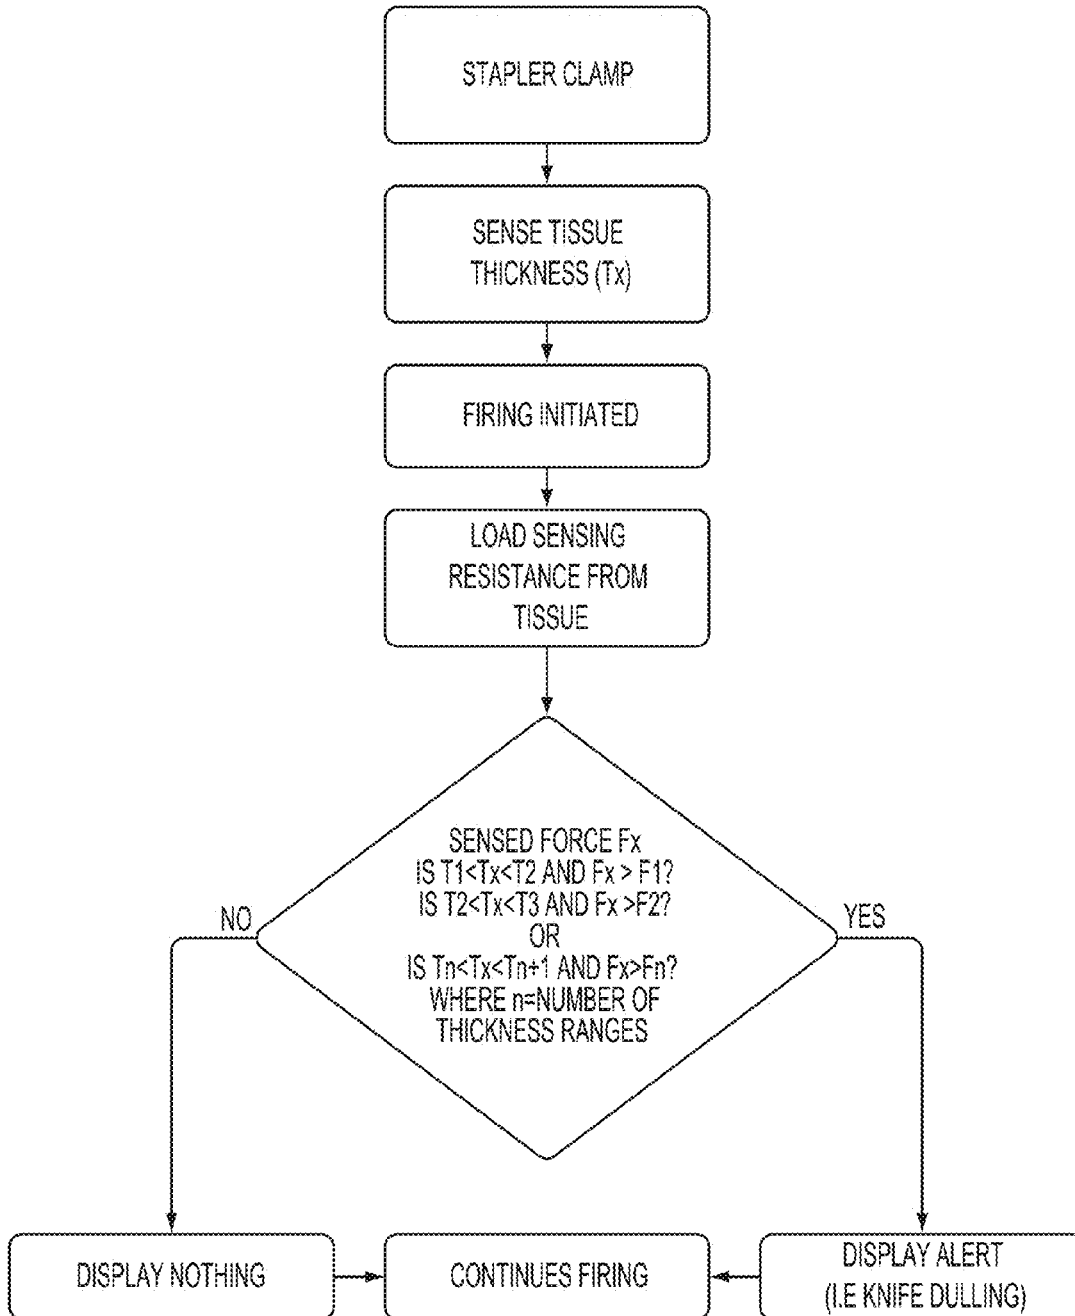 STAPLER CLAMP
SENSE TISSUE
THICKNESS (Tx)
FIRING INITIATED
LOAD SENSING
RESISTANCE FROM
TISSUE
SENSED FORCE Fx
IS T1<Tx<T2 AND Fx > F1?
IS T2<Tx<T3 AND Fx >F2?
OR
IS Tn<Tx<Tn+1 AND Fx>Fn?
WHERE n=NUMBER OF
THICKNESS RANGES
NO
YES
DISPLAY NOTHING
CONTINUES FIRING
DISPLAY ALERT
(I.E KNIFE DULLING)